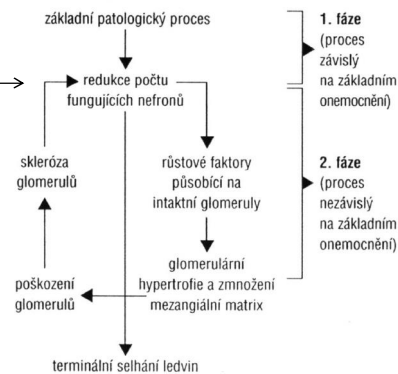 základní patologický proces
1. fáze
(proces
závislý
na základním
onemocnění)
redukce počtu
fungujících nefronů
skleróza
glomerulů
růstové faktory
působící na
intaktní glomeruly
2. fáze
(proces
nezávislý
na základním
onemocnění)
glomerulární
hypertrofie a zmnožení
mezangiální matrix
poškození
glomerulů
terminální selhání ledvin